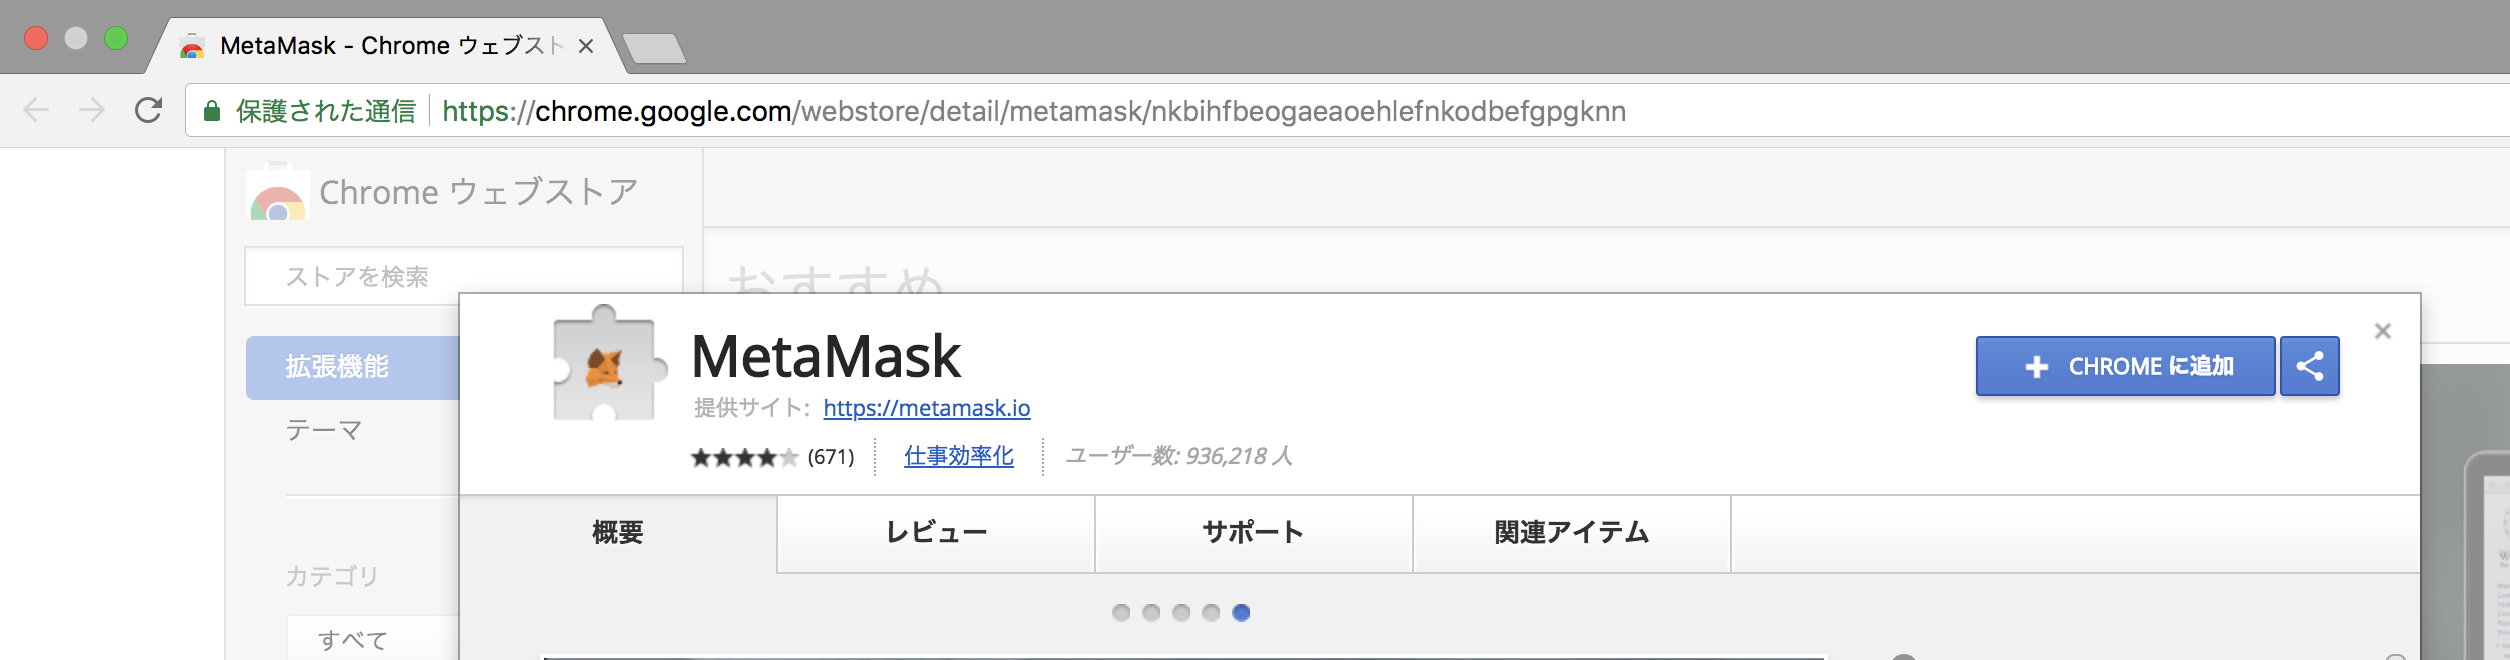 MetaMask - Chrome ウェブスト
保護された通信 https://chrome.google.com/webstore/detail/metamask/nkbihfbeogaeaoehlefnkodbefgpgknn
Chrome ウェブストア
ストアを検索
おすすめ
拡張機能
テーマ
カテゴリ
すべて
MetaMask
提供サイト: https://metamask.io
(671) 仕事効率化 ユーザー数: 936,218 人
CHROME に追加
概要 レビュー サポート 関連アイテム